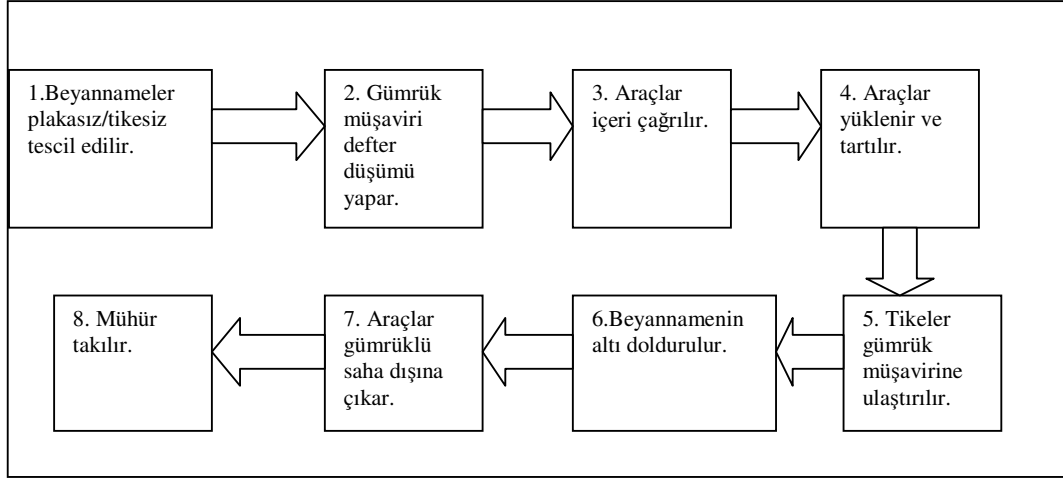 1.Beyannameler
plakasız/tikesiz
tescil edilir.
2. Gümrük
müşaviri
defter
düşümü
yapar.
3. Araçlar
içeri çağrılır.
4. Araçlar
yüklenir ve
tartılır.
5. Tikeler
gümrük
müşavirine
ulaştırılır.
6.Beyannamenin
altı doldurulur.
7. Araçlar
gümrüklü
saha dışına
çıkar.
8. Mühür
takılır.